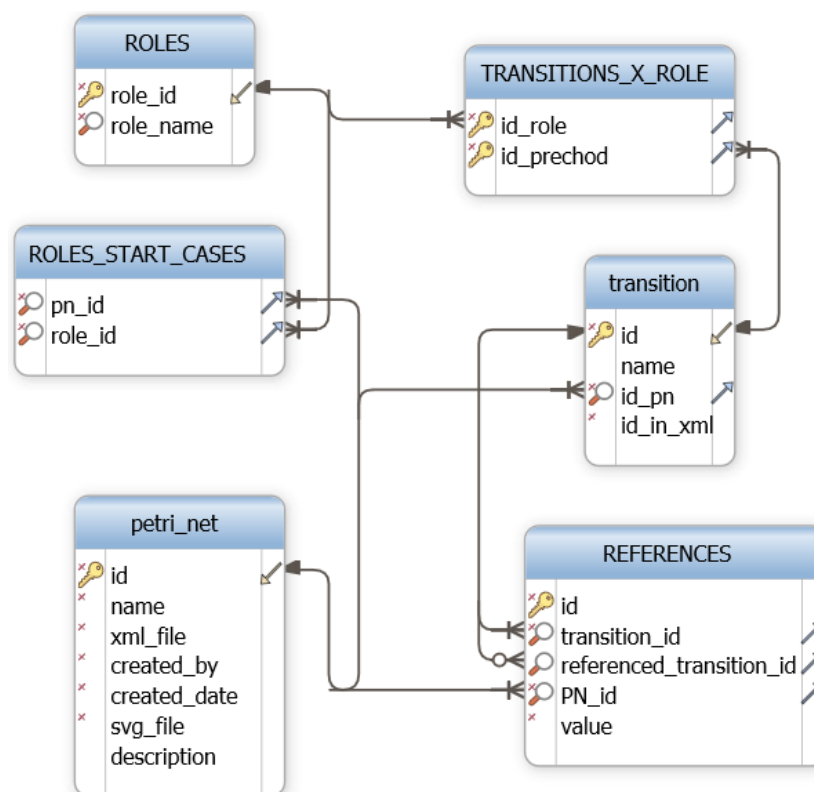 ROLES
role_id
role_name
TRANSITIONS_X_ROLE
id_role
id_prechod
ROLES_START_CASES
pn_id
role_id
transition
id
name
id_pn
id_in_xml
petri_net
id
name
xml_file
created_by
created_date
svg_file
description
REFERENCES
id
transition_id
referenced_transition_id
PN_id
value